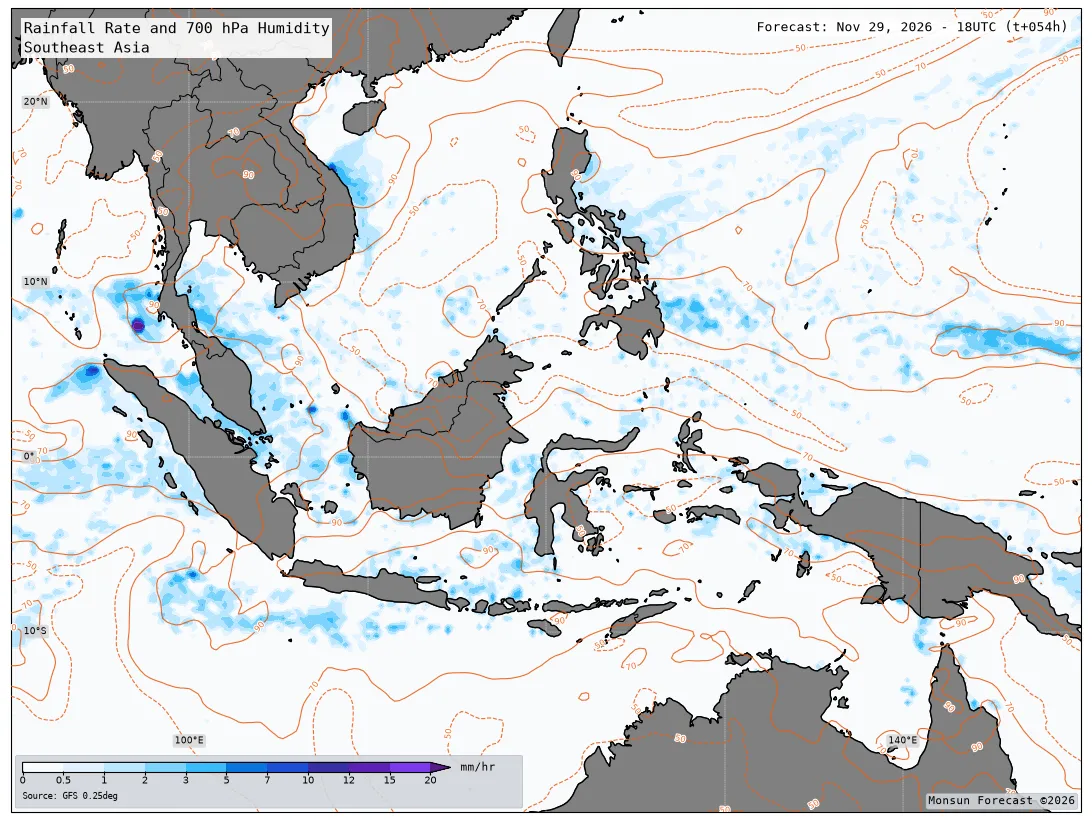 Rainfall Rate and 700 hPa Humidity
Southeast Asia
Forecast: Nov 29, 2026 - 18UTC (t+054h)
20°N
10°N
0°
10°S
100°E
140°E
0 0.5 1 2 3 5 7 10 12 15 20 mm/hr
Source: GFS 0.25deg
Monsun Forecast ©2026